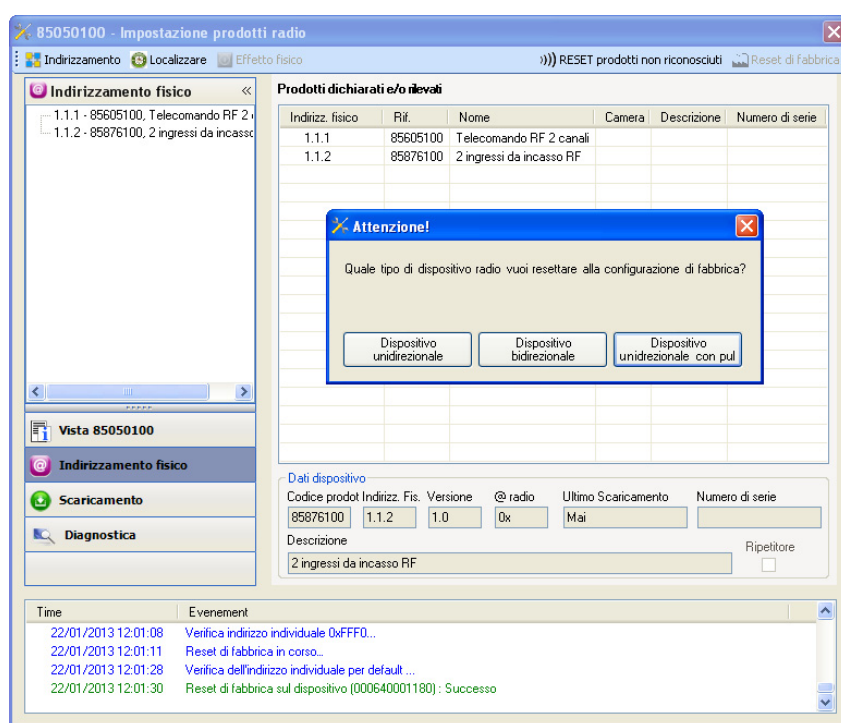 85050100 - Impostazione prodotti radio
Indirizzamento Localizzare Effetto fisico ))) RESET prodotti non riconosciuti Reset di fabbrica
Indirizzamento fisico «
1.1.1 - 85605100, Telecomando RF 2
1.1.2 - 85876100, 2 ingressi da incasso
Vista 85050100
Indirizzamento fisico
Scaricamento
Diagnostica
Prodotti dichiarati e/o rilevati
Indirizz. fisico Rif. Nome Camera Descrizione Numero di serie
1.1.1 85605100 Telecomando RF 2 canali
1.1.2 85876100 2 ingressi da incasso RF
Attenzione!
Quale tipo di dispositivo radio vuoi resettare alla configurazione di fabbrica?
Dispositivo unidirezionale
Dispositivo bidirezionale
Dispositivo unidrezionale con pul
Dati dispositivo
Codice prodot Indirizz. Fis. Versione @ radio Ultimo Scaricamento Numero di serie
85876100 1.1.2 1.0 0x Mai
Descrizione
2 ingressi da incasso RF
Ripetitore
Time Evenement
22/01/2013 12:01:08 Verifica indirizzo individuale 0xFFF0...
22/01/2013 12:01:11 Reset di fabbrica in corso...
22/01/2013 12:01:28 Verifica dell'indirizzo individuale per default ...
22/01/2013 12:01:30 Reset di fabbrica sul dispositivo (000640001180) : Successo